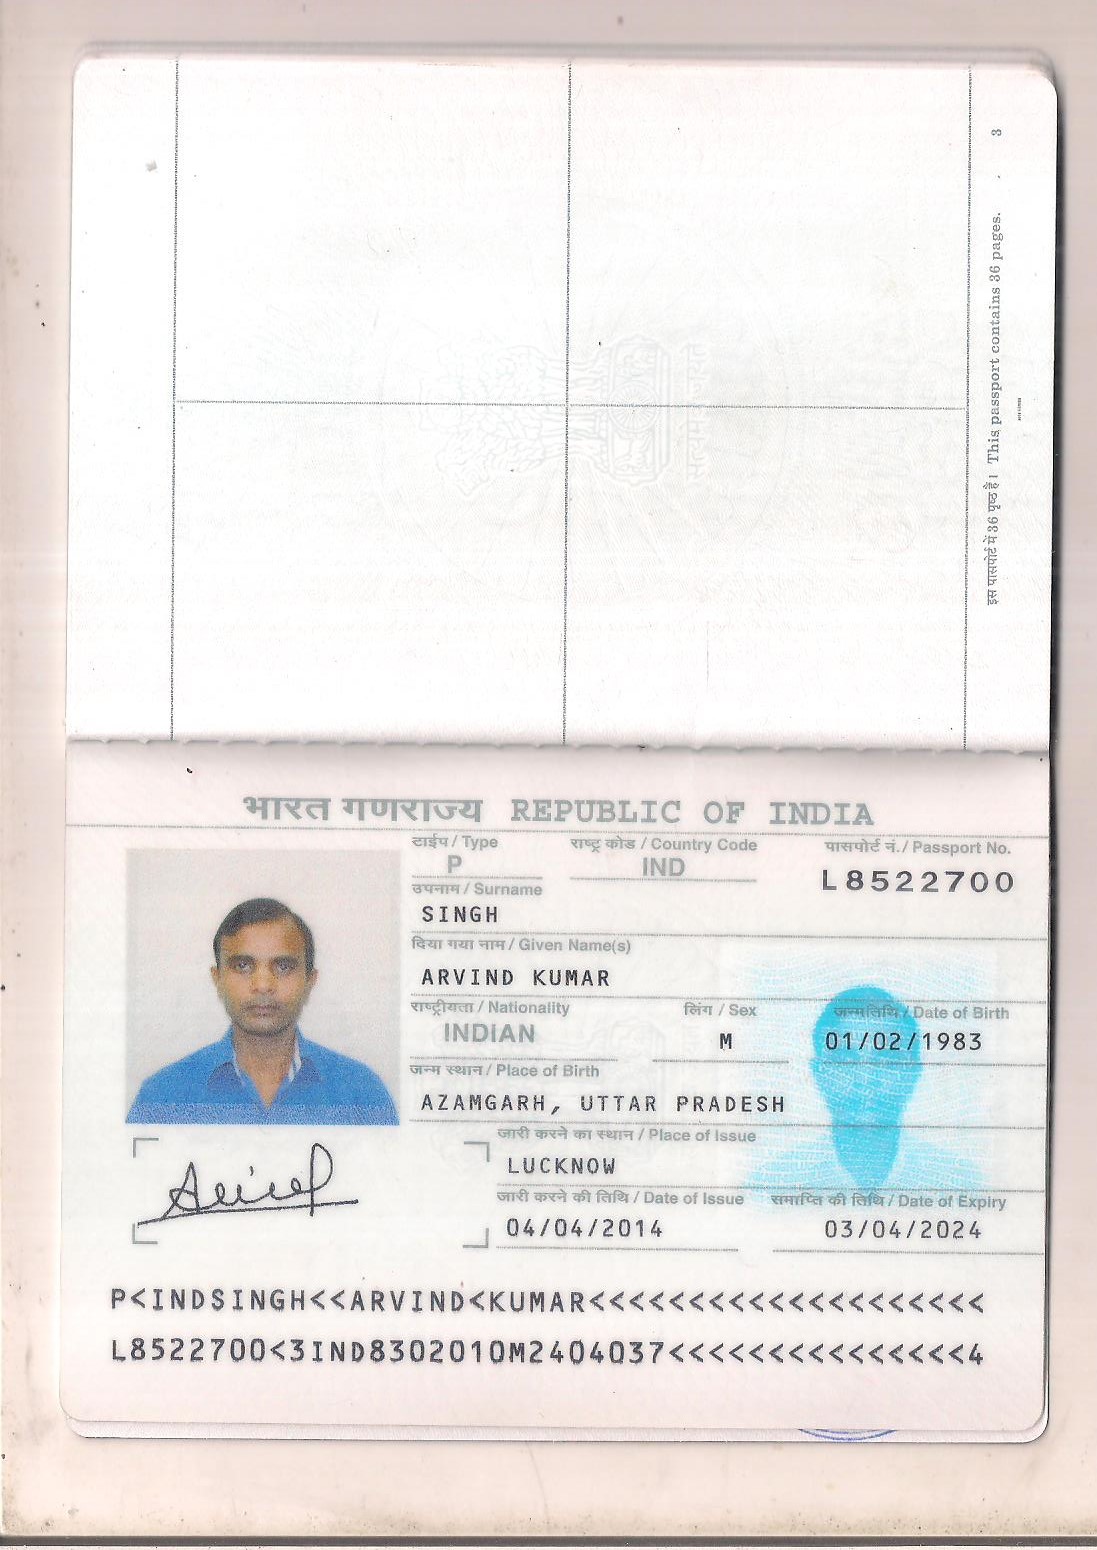 3
इस पासपोर्ट में 36 पृष्ठ हैं। This passport contains 36 pages.
भारत गणराज्य REPUBLIC OF INDIA
टाईप / Type राष्ट्र कोड / Country Code पासपोर्ट नं. / Passport No.
P IND L8522700
उपनाम / Surname
SINGH
दिया गया नाम / Given Name(s)
ARVIND KUMAR
राष्ट्रीयता / Nationality लिंग / Sex जन्मतिथि / Date of Birth
INDIAN M 01/02/1983
जन्म स्थान / Place of Birth
AZAMGARH, UTTAR PRADESH
जारी करने का स्थान / Place of Issue
LUCKNOW
जारी करने की तिथि / Date of Issue समाप्ति की तिथि / Date of Expiry
04/04/2014 03/04/2024
P<INDSINGH<<ARVIND<KUMAR<<<<<<<<<<<<<<<<<<<<
L8522700<3IND8302010M2404037<<<<<<<<<<<<<<<4